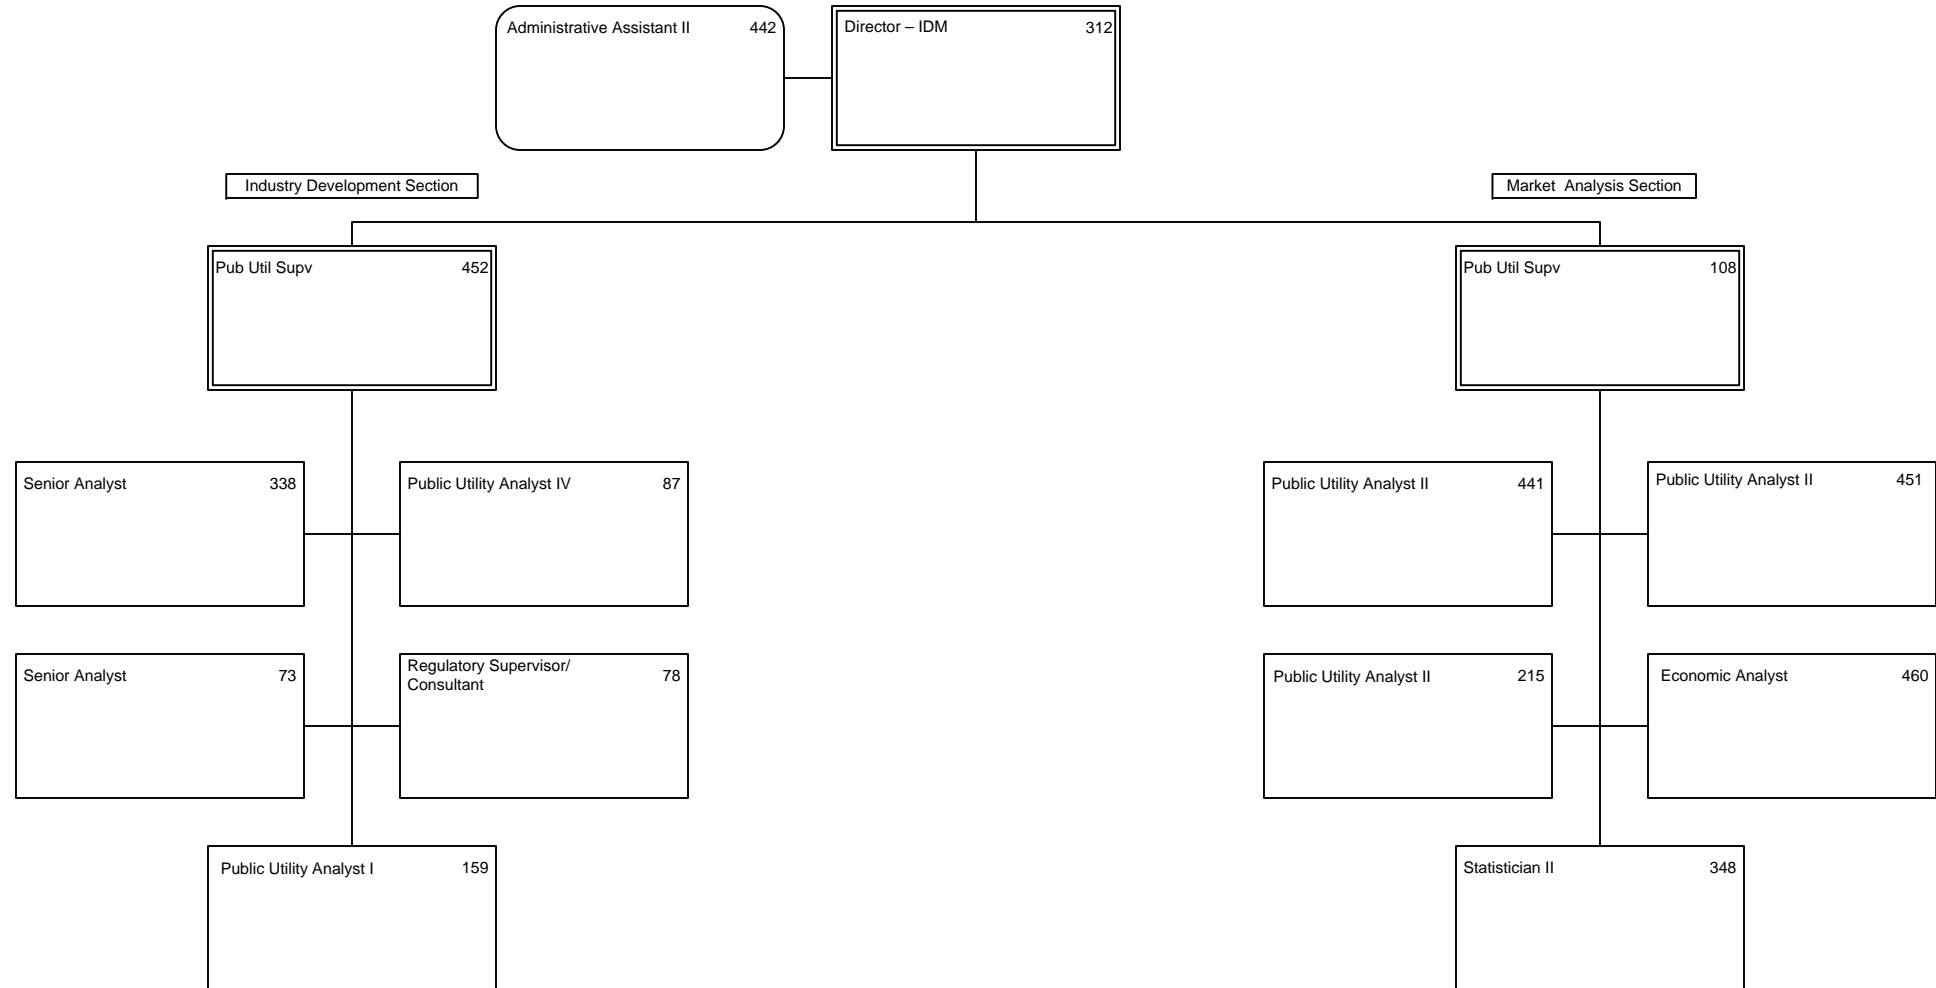 Administrative Assistant II 442
Director – IDM 312
Industry Development Section
Market Analysis Section
Pub Util Supv 452
Pub Util Supv 108
Senior Analyst 338
Public Utility Analyst IV 87
Public Utility Analyst II 441
Public Utility Analyst II 451
Senior Analyst 73
Regulatory Supervisor/
Consultant 78
Public Utility Analyst II 215
Economic Analyst 460
Public Utility Analyst I 159
Statistician II 348